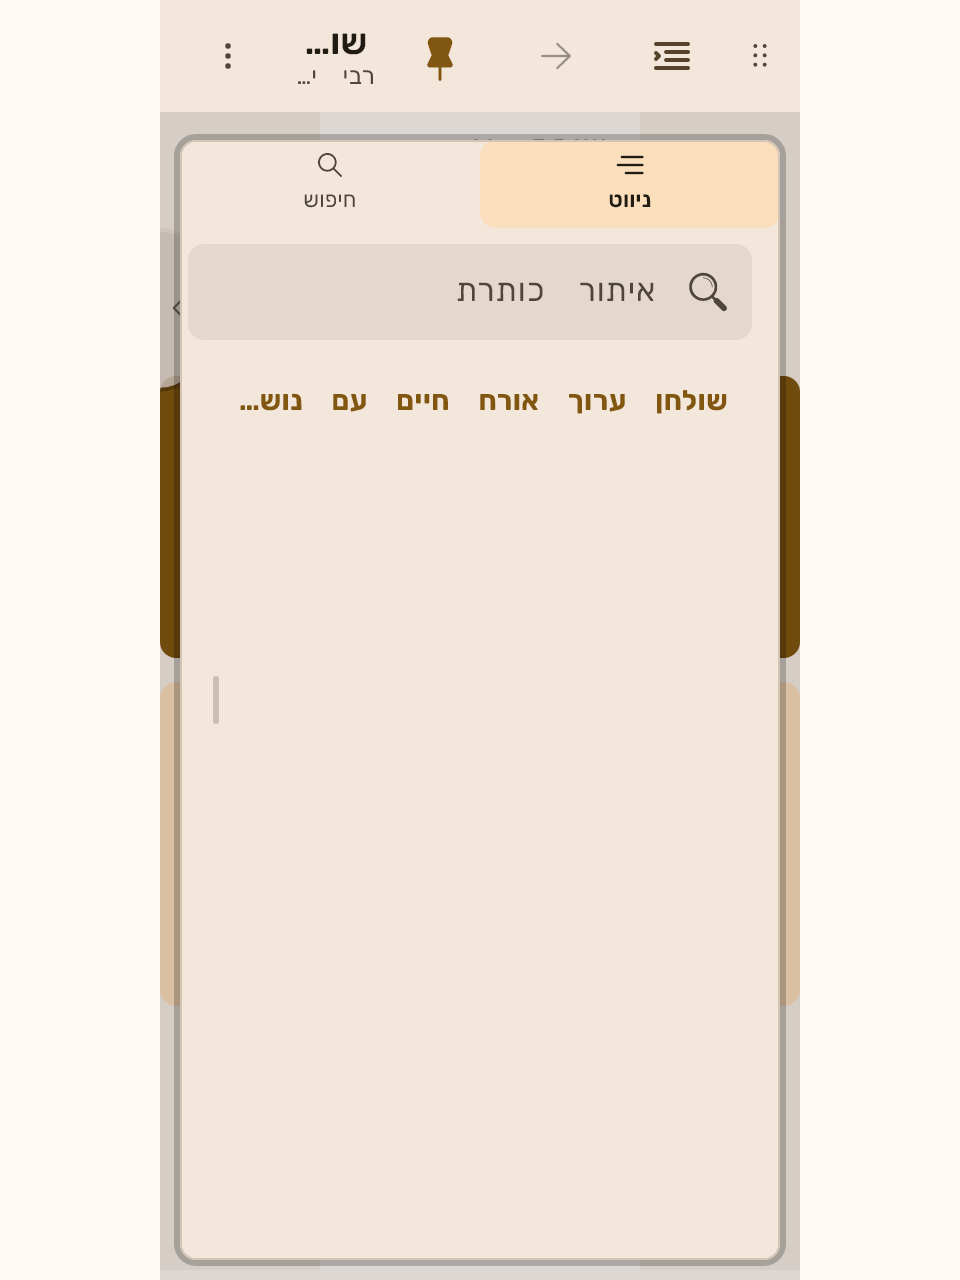 שו...
רבי י...
ניווט
חיפוש
איתור כותרת
שולחן ערוך אורח חיים עם נוש...